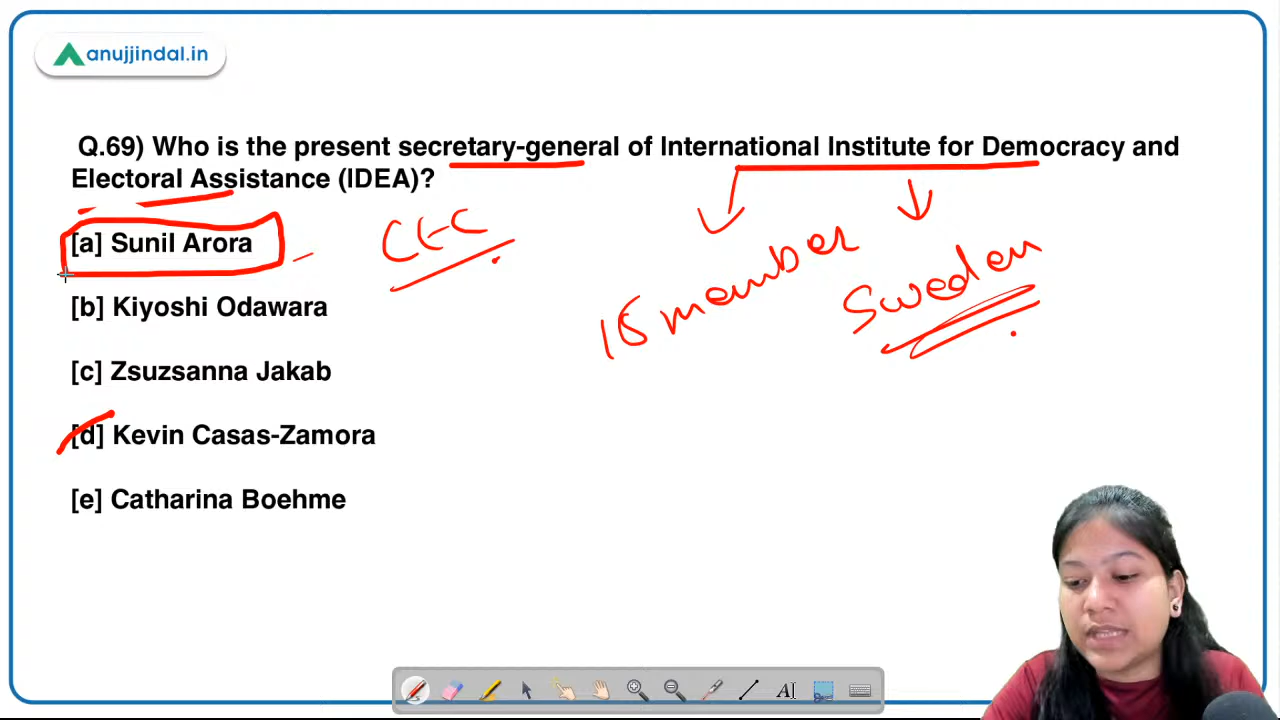 anujjindal.in
Q.69) Who is the present secretary-general of International Institute for Democracy and
Electoral Assistance (IDEA)?
[a] Sunil Arora
CEC
15 member
Sweden
[b] Kiyoshi Odawara
[c] Zsuzsanna Jakab
[d] Kevin Casas-Zamora
[e] Catharina Boehme
AI